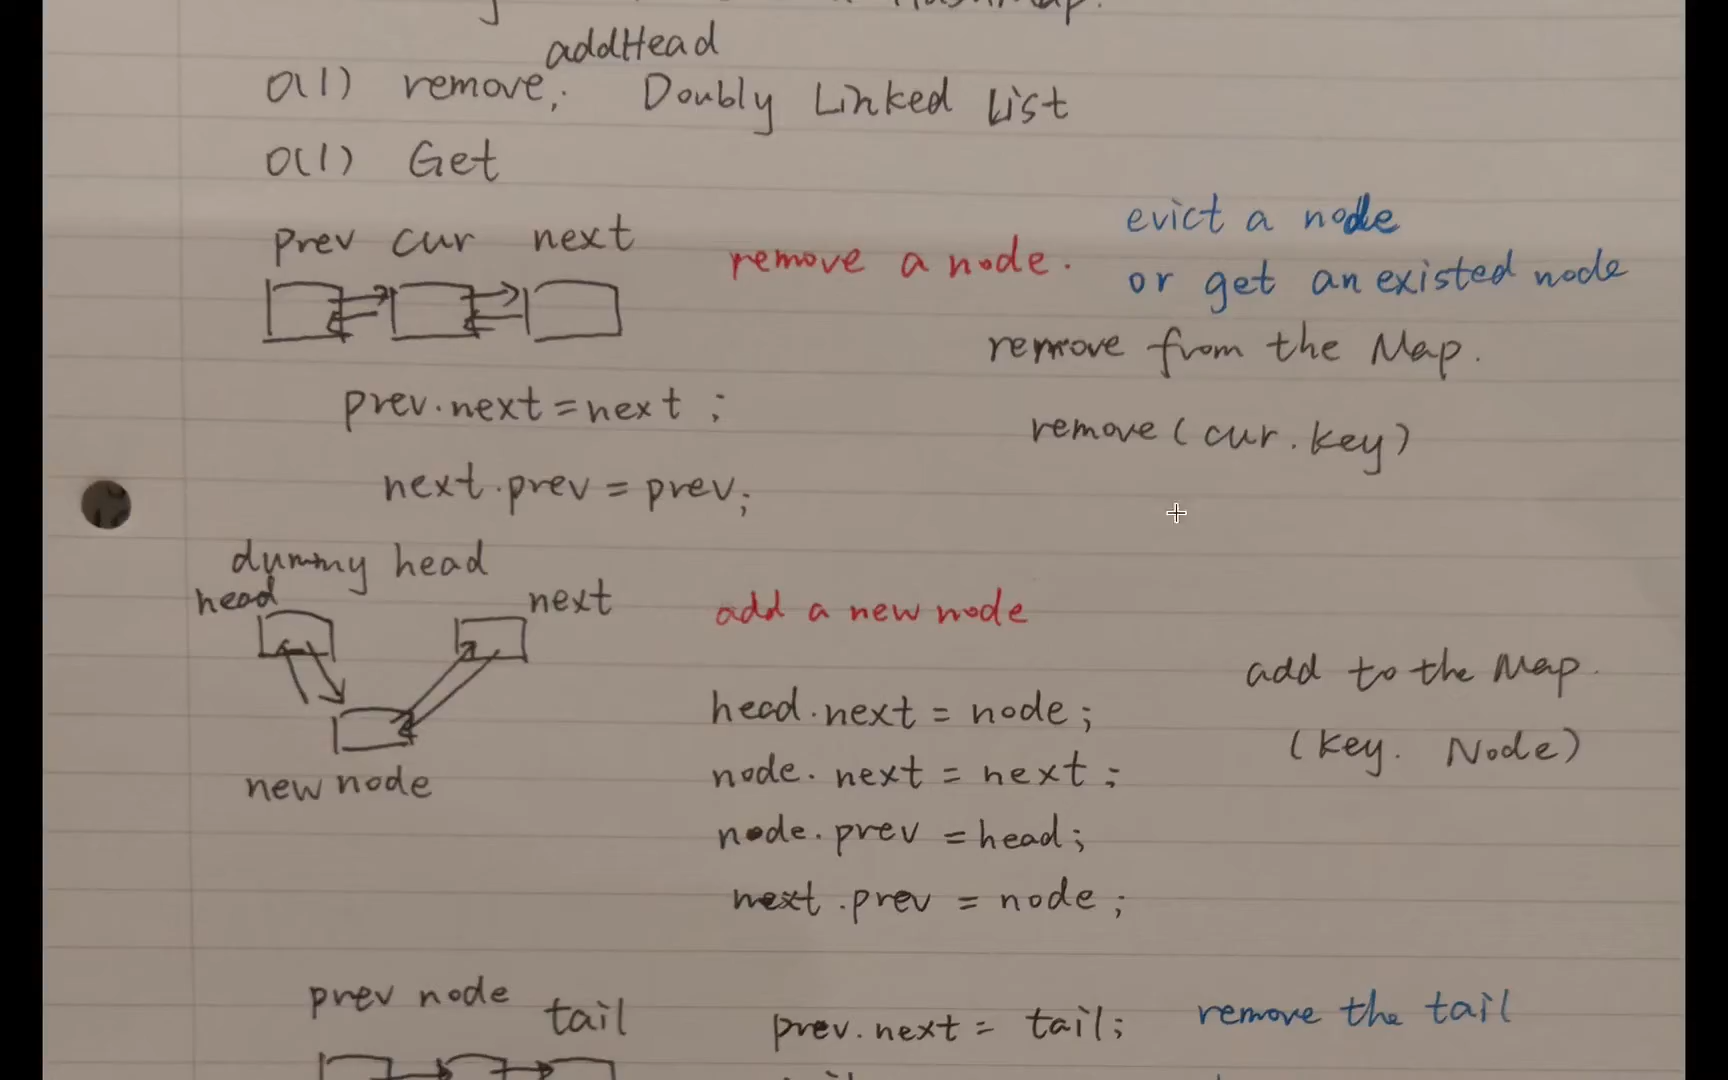 HashMap.
addHead
O(1) remove, Doubly Linked List
O(1) Get
prev cur next
remove a node.
evict a node
or get an existed node
remove from the Map.
prev.next = next ;
remove (cur.key)
next.prev = prev;
dummy head
head
next
add a new node
add to the Map.
head.next = node;
(key. Node)
node. next = next ;
new node
node. prev = head;
next .prev = node ;
prev node tail
prev.next = tail;
remove the tail